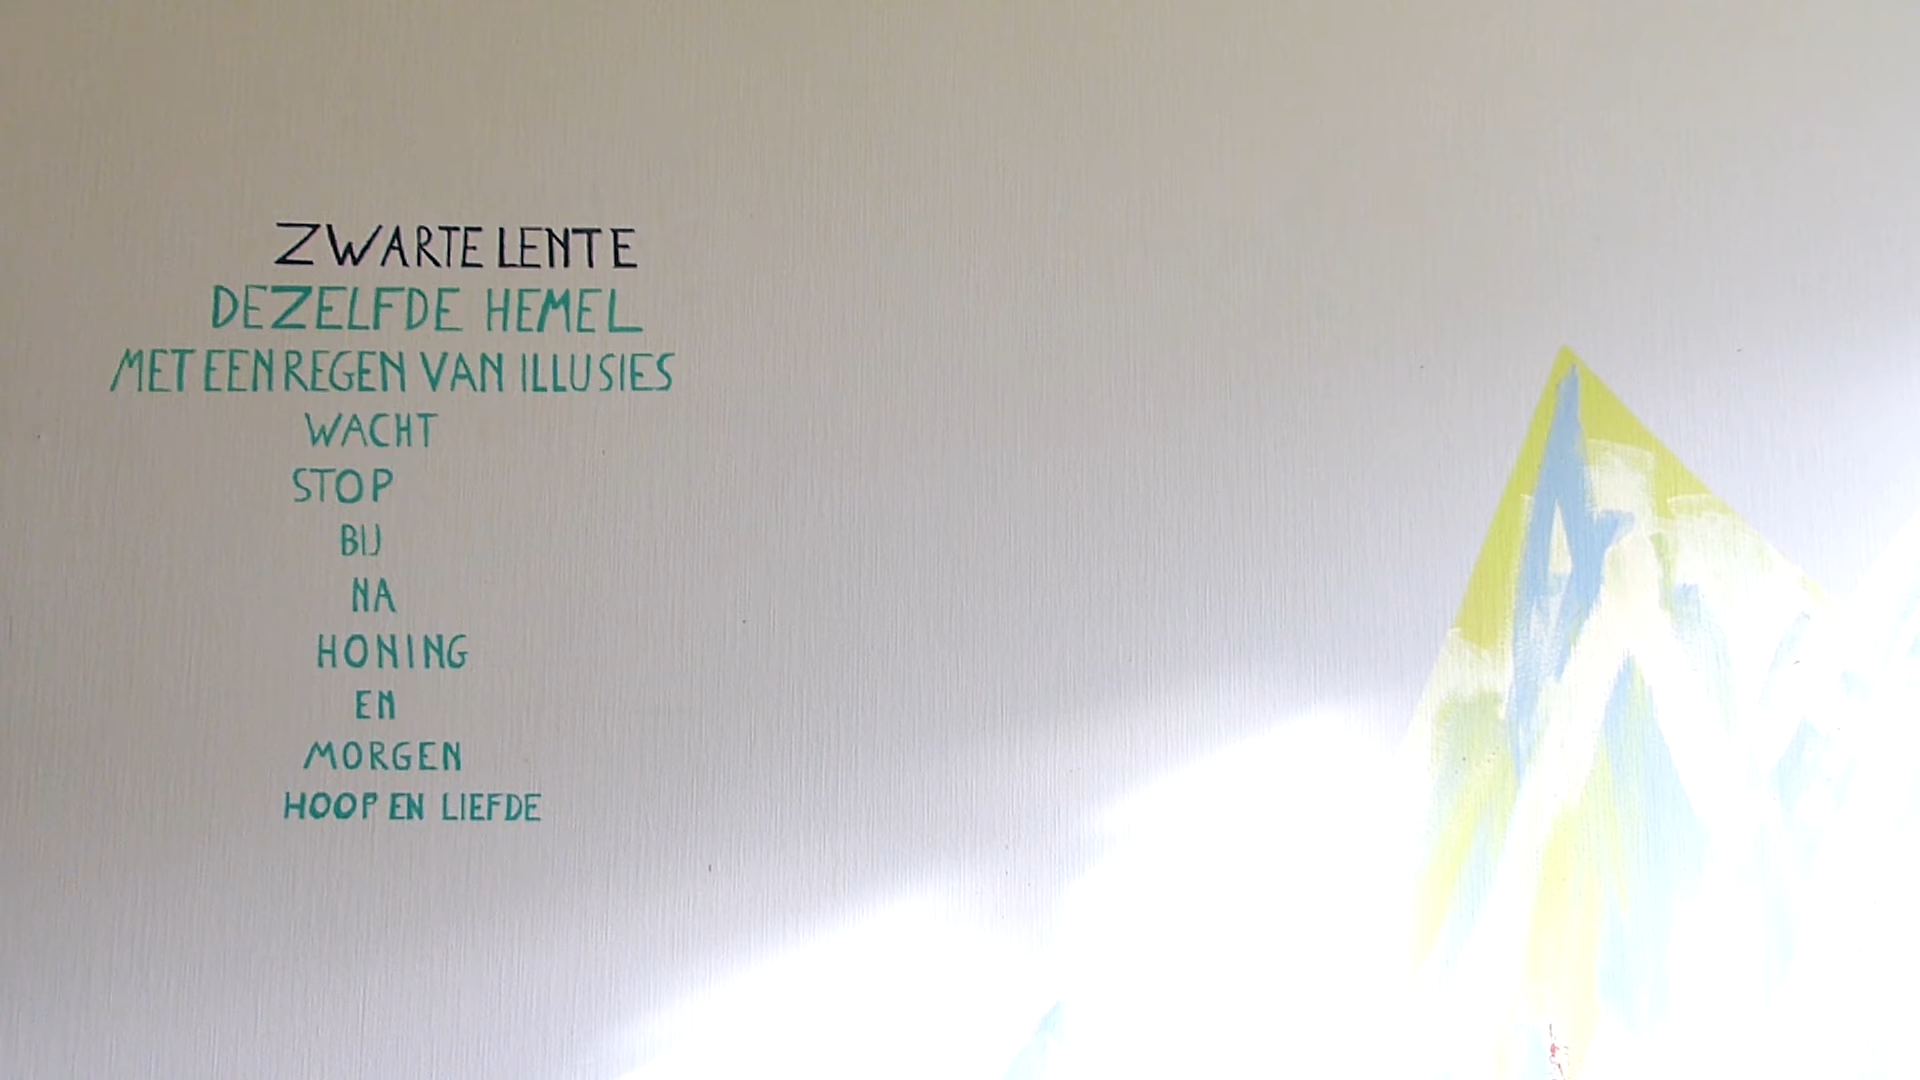 ZWARTE LENTE
DEZELFDE HEMEL
MET EEN REGEN VAN ILLUSIES
WACHT
STOP
BIJ
NA
HONING
EN
MORGEN
HOOP EN LIEFDE